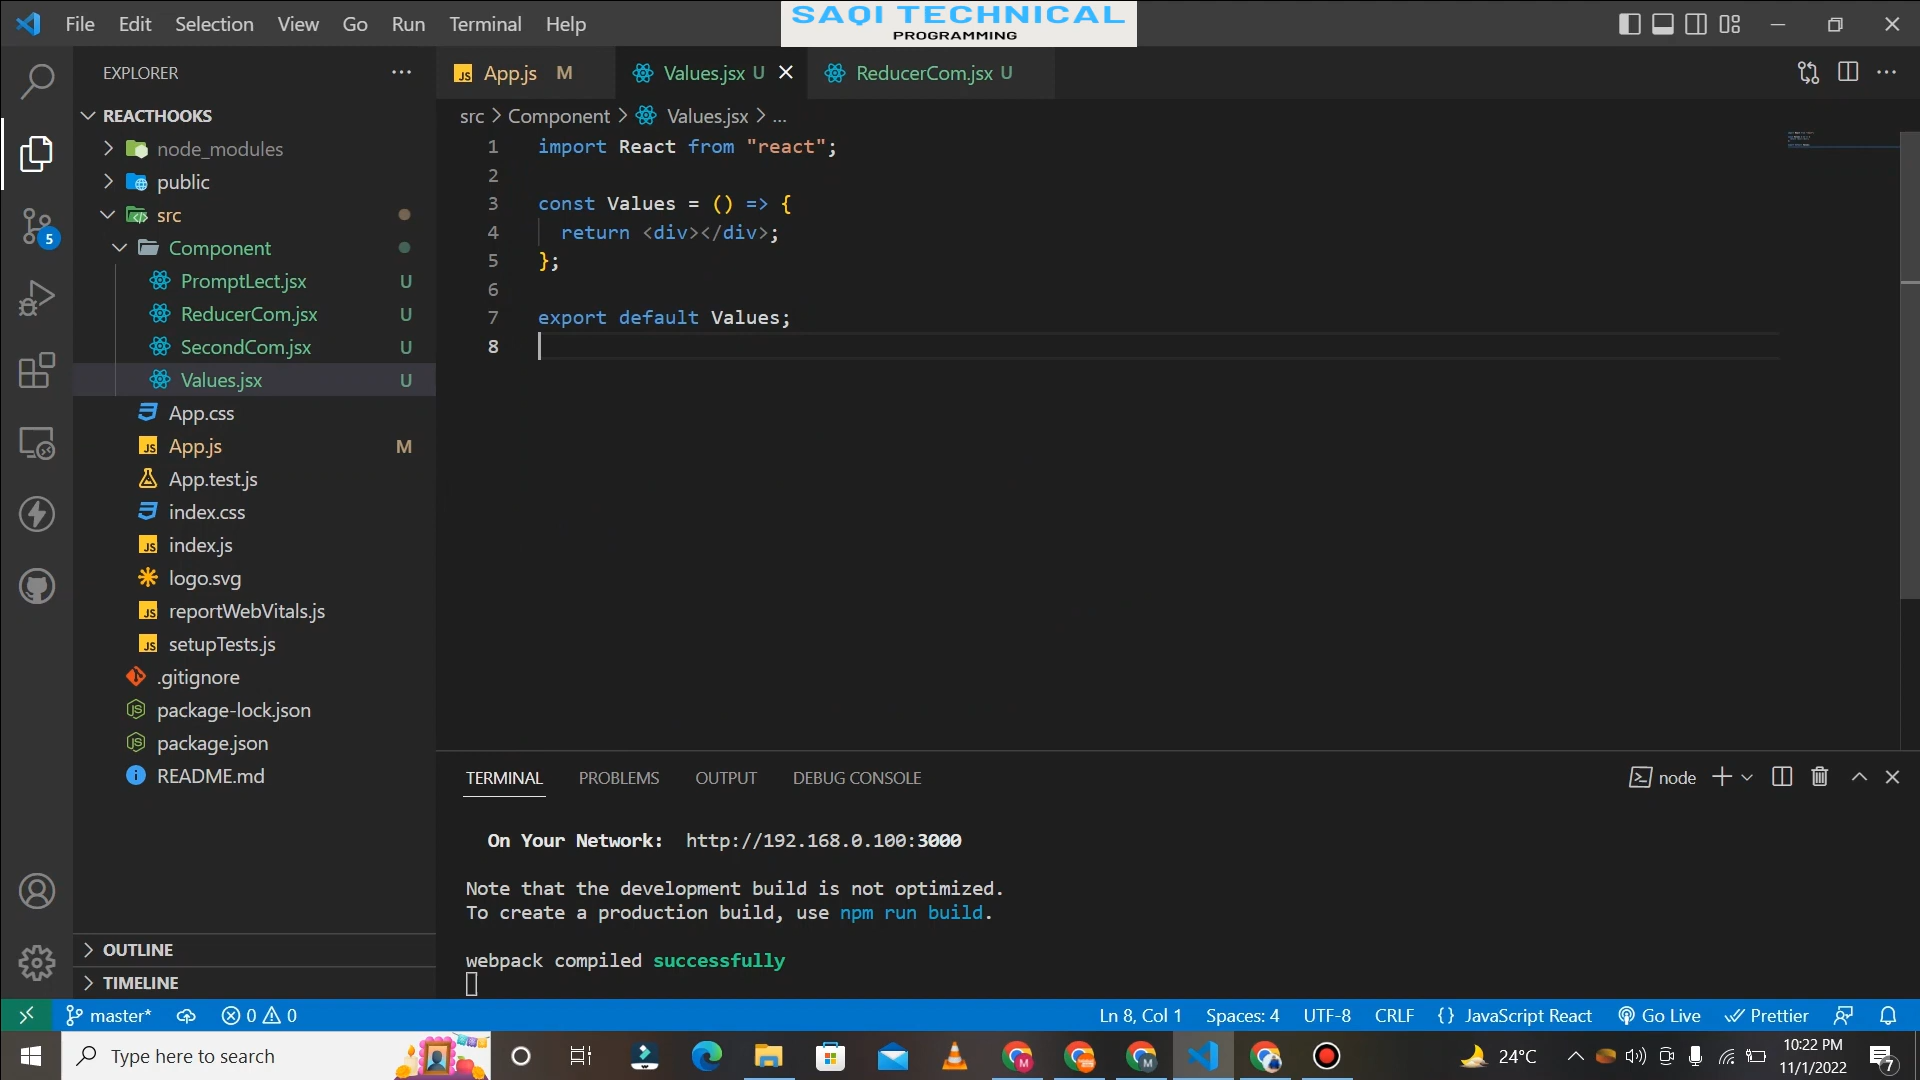 File Edit Selection View Go Run Terminal Help
SAQI TECHNICAL
PROGRAMMING
EXPLORER
App.js M
Values.jsx U
ReducerCom.jsx U
src > Component > Values.jsx > ...
REACTHOOKS
node_modules
public
src
Component
PromptLect.jsx U
ReducerCom.jsx U
SecondCom.jsx U
Values.jsx U
App.css
App.js M
App.test.js
index.css
index.js
logo.svg
reportWebVitals.js
setupTests.js
.gitignore
package-lock.json
package.json
README.md
OUTLINE
TIMELINE
5
1 import React from "react";
2
3 const Values = () => {
4 return <div></div>;
5 };
6
7 export default Values;
8
TERMINAL PROBLEMS OUTPUT DEBUG CONSOLE
node
On Your Network: http://192.168.0.100:3000
Note that the development build is not optimized.
To create a production build, use npm run build.
webpack compiled successfully
master* 0 0 Ln 8, Col 1 Spaces: 4 UTF-8 CRLF {} JavaScript React Go Live Prettier
Type here to search
24°C
10:22 PM
11/1/2022
7